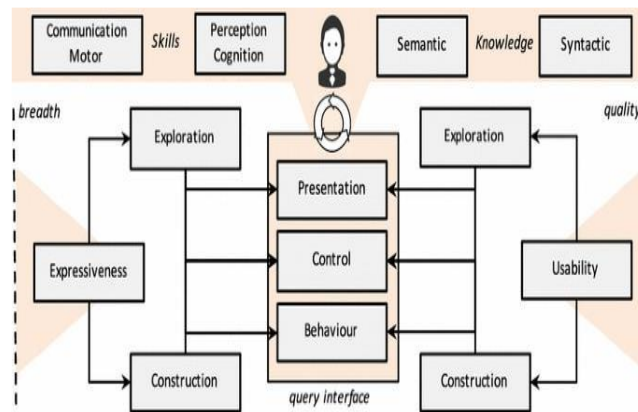 Communication
Motor
Skills
Perception
Cognition
Semantic
Knowledge
Syntactic
breadth
quality
Exploration
Exploration
Presentation
Expressiveness
Control
Usability
Behaviour
Construction
Construction
query interface